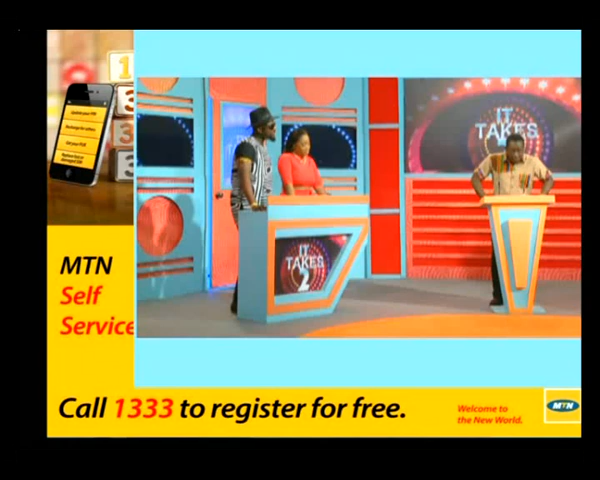 IT
TAKES
IT
TAKES
2
MTN
Self
Service
Call 1333 to register for free.
Welcome to
the New World.
MTN